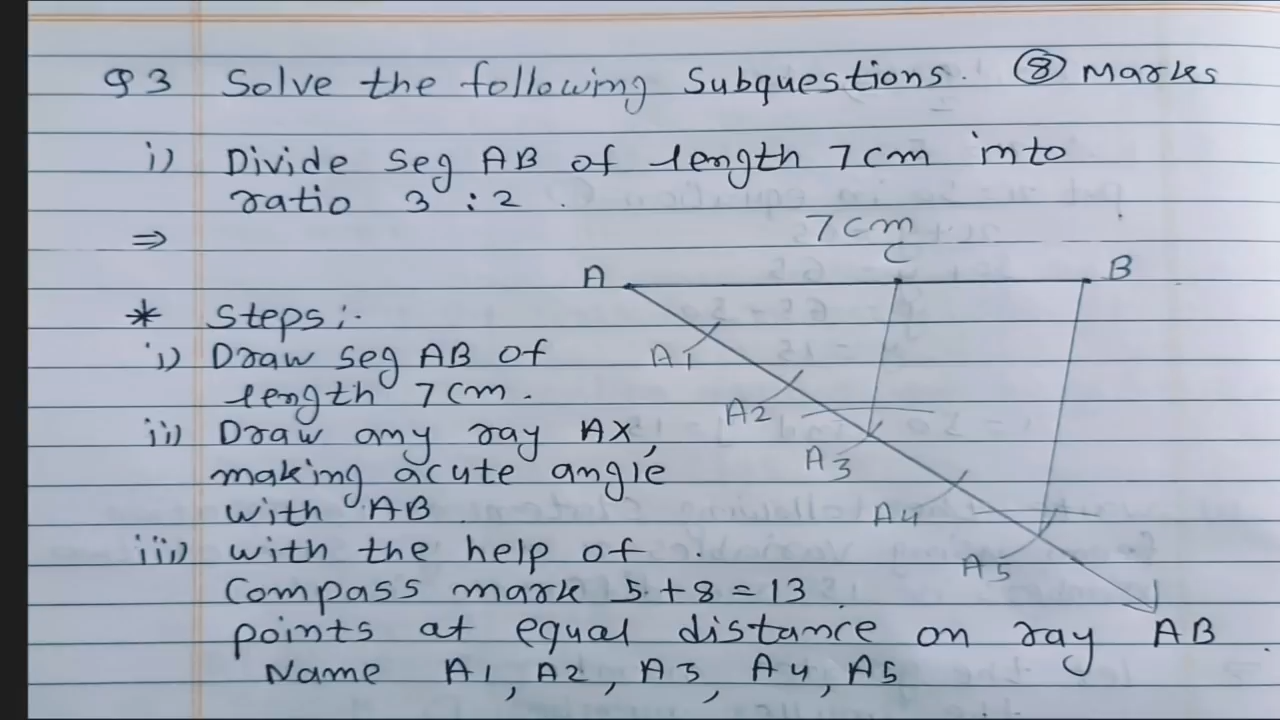 Q3 Solve the following Subquestions. 8 Marks
i) Divide seg AB of length 7cm into
ratio 3 : 2 .
⇒
7cm
C
A
B
* Steps :-
i) Draw seg AB of
length 7cm.
A1
ii) Draw any ray AX,
A2
making acute angle
A3
with AB.
A4
iii) with the help of
A5
Compass mark 5+8=13
points at equal distance on ray AB
Name A1, A2, A3, A4, A5